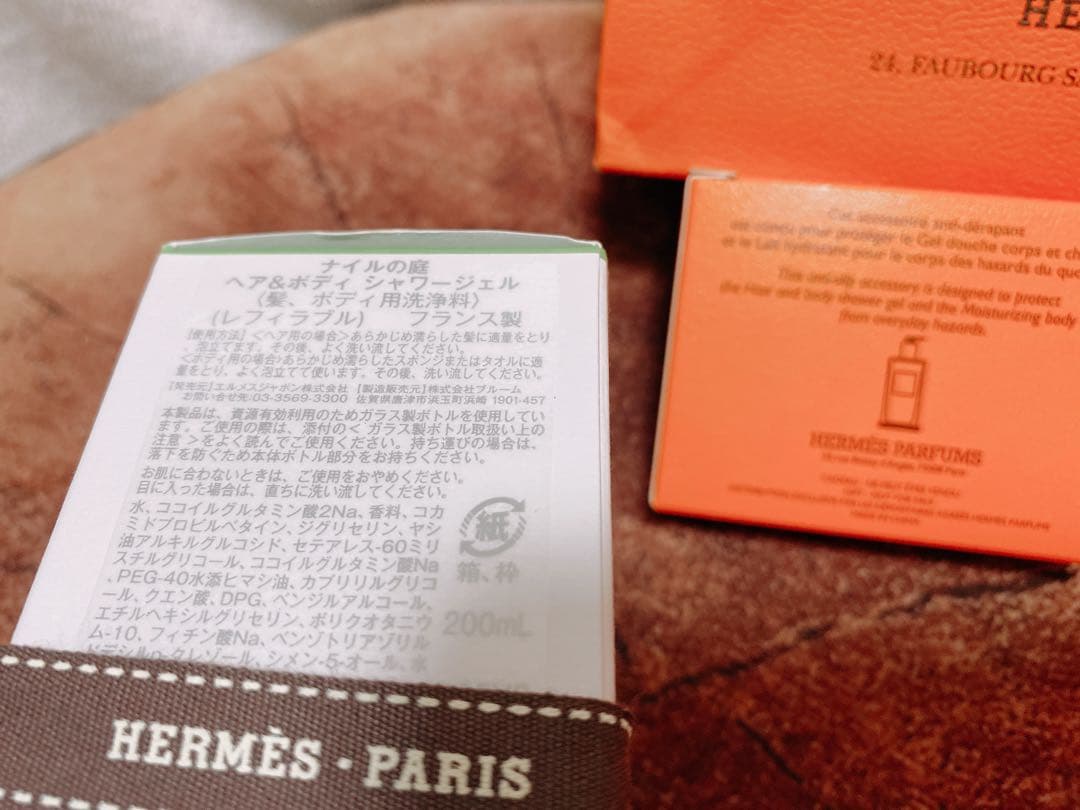 ナイルの庭
ヘア&ボディ シャワージェル
〈髪、ボディ用洗浄料〉
(レフィラブル) フランス製
[使用方法]<ヘア用の場合>あらかじめ濡らした髪に適量をとり
、泡立てます。その後、よく洗い流してください。
<ボディ用の場合>あらかじめ濡らしたスポンジまたはタオルに適
量をとり、よく泡立てて使います。その後、洗い流してください。
[発売元]エルメスジャポン株式会社 [製造販売元]株式会社ブルーム
お問い合せ先:03-3569-3300 佐賀県唐津市浜玉町浜崎 1901-457
本製品は、資源有効利用のためガラス製ボトルを使用してい
ます。ご使用の際は、添付の< ガラス製ボトル取扱い上の
注意 >をよく読んでご使用ください。持ち運びの場合は、
落下を防ぐため本体ボトル部分をお持ちください。
お肌に合わないときは、ご使用をおやめください。
目に入った場合は、直ちに洗い流してください。
水、ココイルグルタミン酸2Na、香料、コカ
ミドプロピルベタイン、ジグリセリン、ヤシ
油アルキルグルコシド、セテアレス-60ミリ
スチルグリコール、ココイルグルタミン酸Na
、PEG-40水添ヒマシ油、カプリリルグリコ
ール、クエン酸、DPG、ベンジルアルコール、
エチルヘキシルグリセリン、ポリクオタニウ
ム-10、フィチン酸Na、ベンゾトリアゾリル
ドデシルp-クレゾール、シメン-5-オール、水
紙
箱、枠
200mL
HERMÈS · PARIS
HE
24, FAUBOURG SA
Cet accessoire anti-dérapant
est conçu pour protéger le Gel douche corps et ch
et le Lait hydratant pour le corps des hasards du quo
This anti-slip accessory is designed to protect
the Hair and body shower gel and the Moisturizing body
from everyday hazards.
HERMÈS PARFUMS